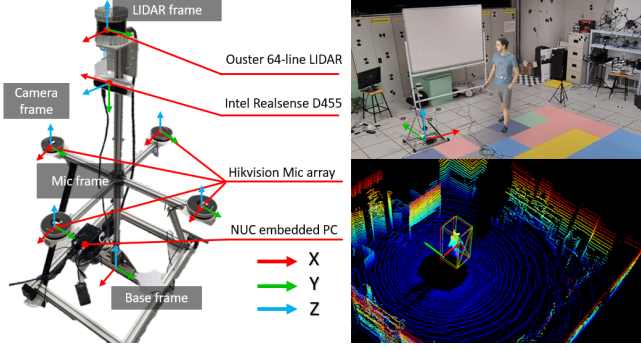 LIDAR frame
Ouster 64-line LIDAR
Camera
frame
Intel Realsense D455
Mic frame
Hikvision Mic array
NUC embedded PC
Base frame
X
Y
Z